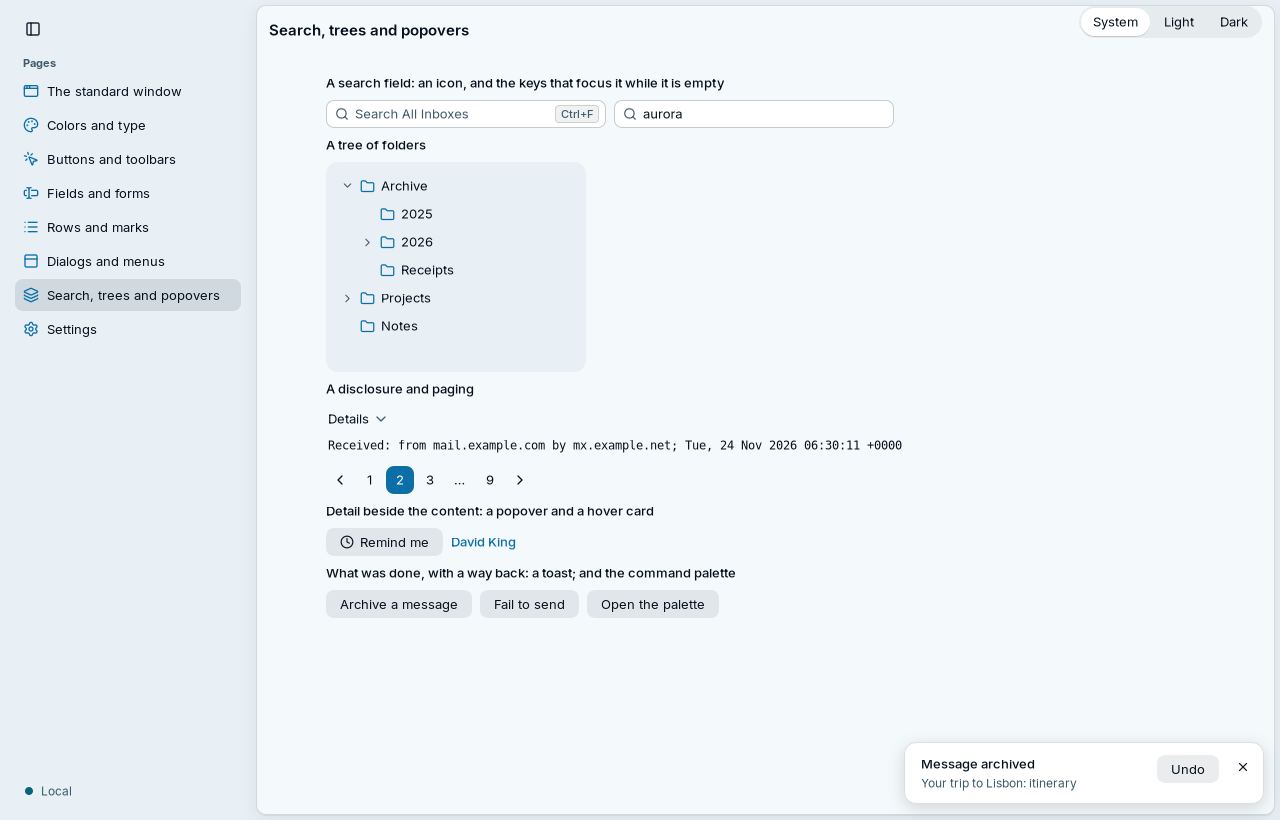 Pages
The standard window
Colors and type
Buttons and toolbars
Fields and forms
Rows and marks
Dialogs and menus
Search, trees and popovers
Settings
Local
Search, trees and popovers
System Light Dark
A search field: an icon, and the keys that focus it while it is empty
Search All Inboxes Ctrl+F aurora
A tree of folders
Archive
2025
2026
Receipts
Projects
Notes
A disclosure and paging
Details
Received: from mail.example.com by mx.example.net; Tue, 24 Nov 2026 06:30:11 +0000
1 2 3 ... 9
Detail beside the content: a popover and a hover card
Remind me David King
What was done, with a way back: a toast; and the command palette
Archive a message Fail to send Open the palette
Message archived
Your trip to Lisbon: itinerary
Undo